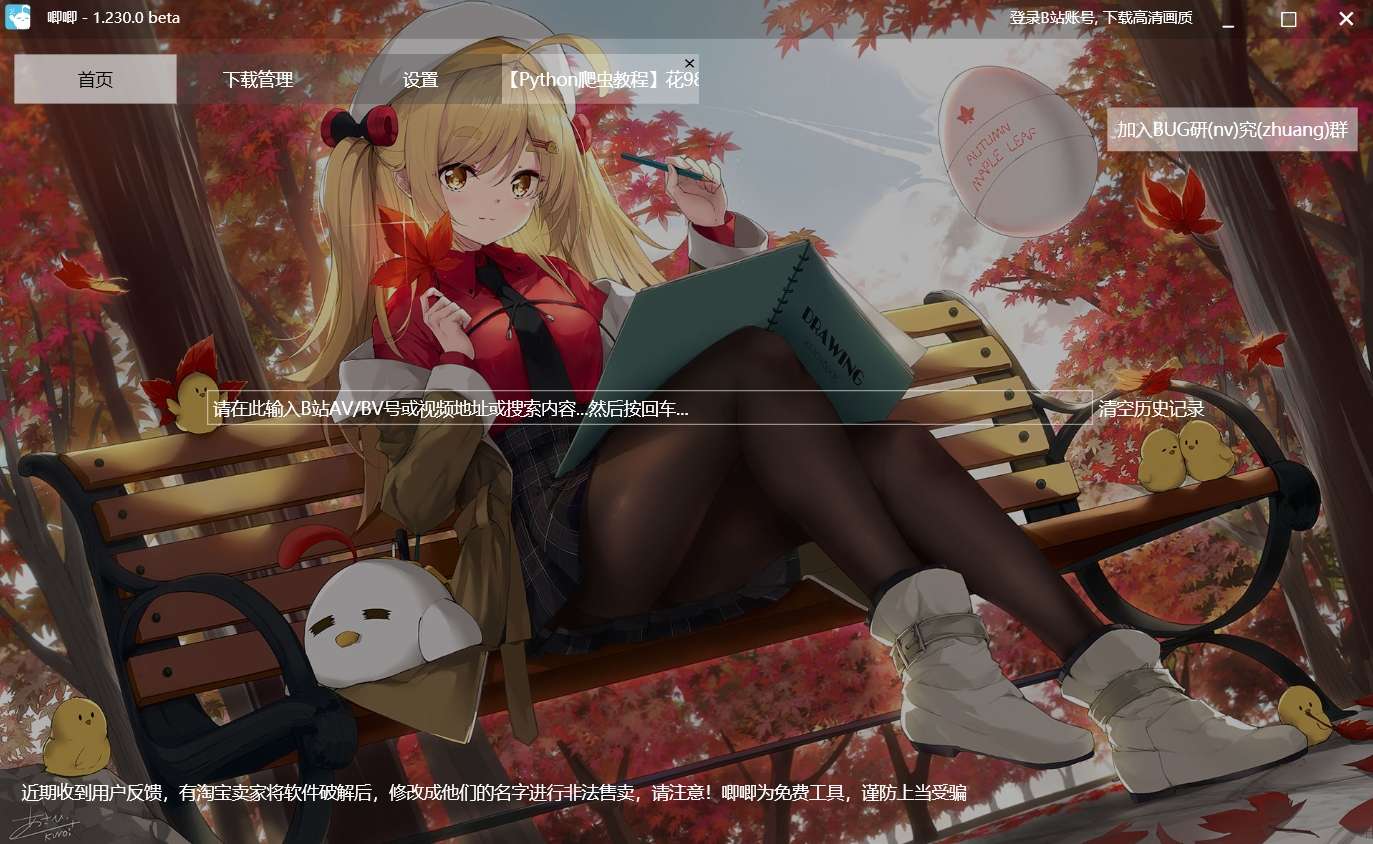 唧唧 - 1.230.0 beta
登录B站账号, 下载高清画质
首页
下载管理
设置
【Python爬虫教程】花98
加入BUG研(nv)究(zhuang)群
AUTUMN
MAPLE LEAF
DRAWING
请在此输入B站AV/BV号或视频地址或搜索内容...然后按回车...
清空历史记录
近期收到用户反馈，有淘宝卖家将软件破解后，修改成他们的名字进行非法售卖，请注意！唧唧为免费工具，谨防上当受骗
Kuroi